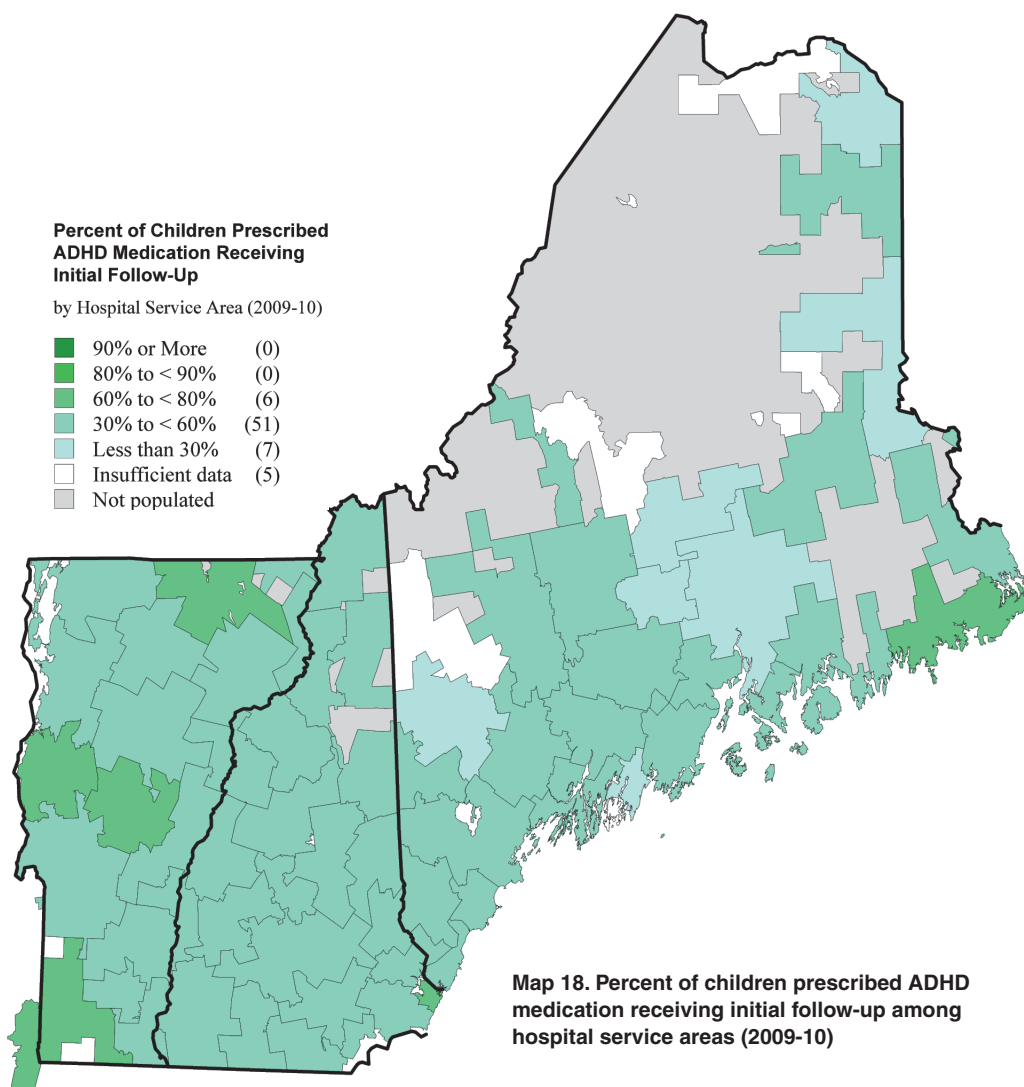 Percent of Children Prescribed
ADHD Medication Receiving
Initial Follow-Up
by Hospital Service Area (2009-10)
90% or More (0)
80% to < 90% (0)
60% to < 80% (6)
30% to < 60% (51)
Less than 30% (7)
Insufficient data (5)
Not populated
Map 18. Percent of children prescribed ADHD
medication receiving initial follow-up among
hospital service areas (2009-10)